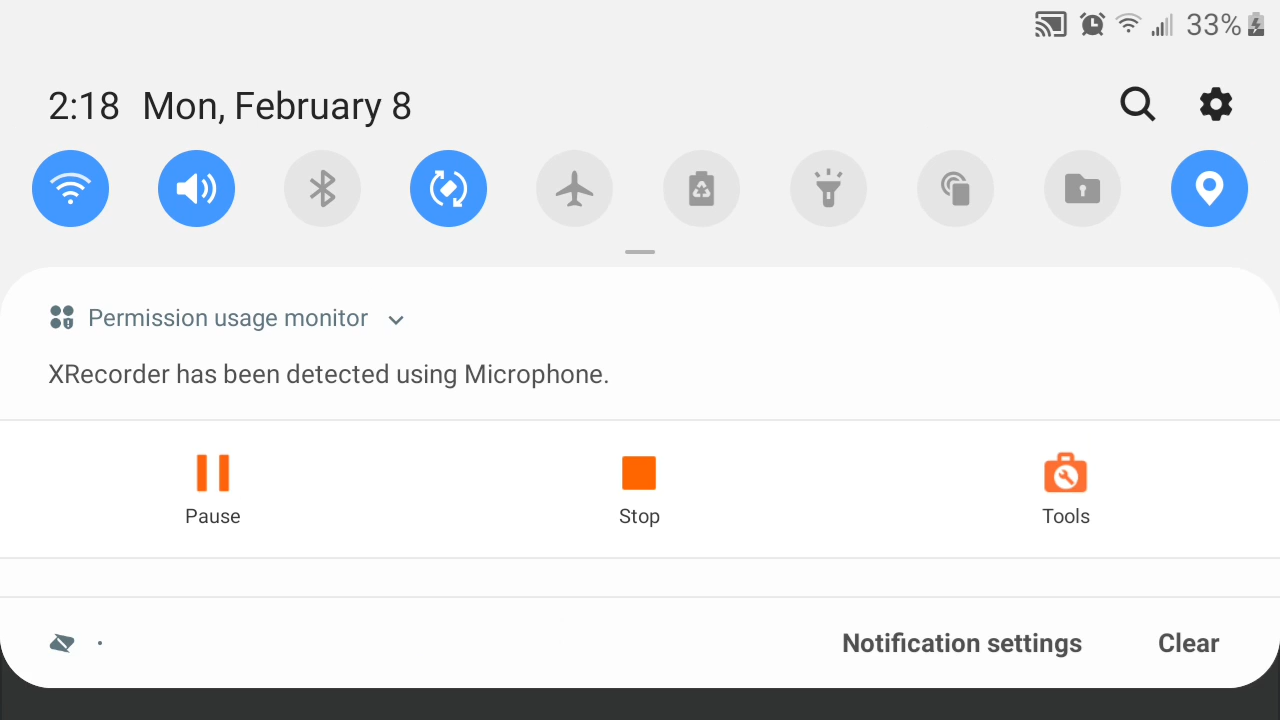 33%
2:18 Mon, February 8
Permission usage monitor
XRecorder has been detected using Microphone.
Pause Stop Tools
Notification settings Clear